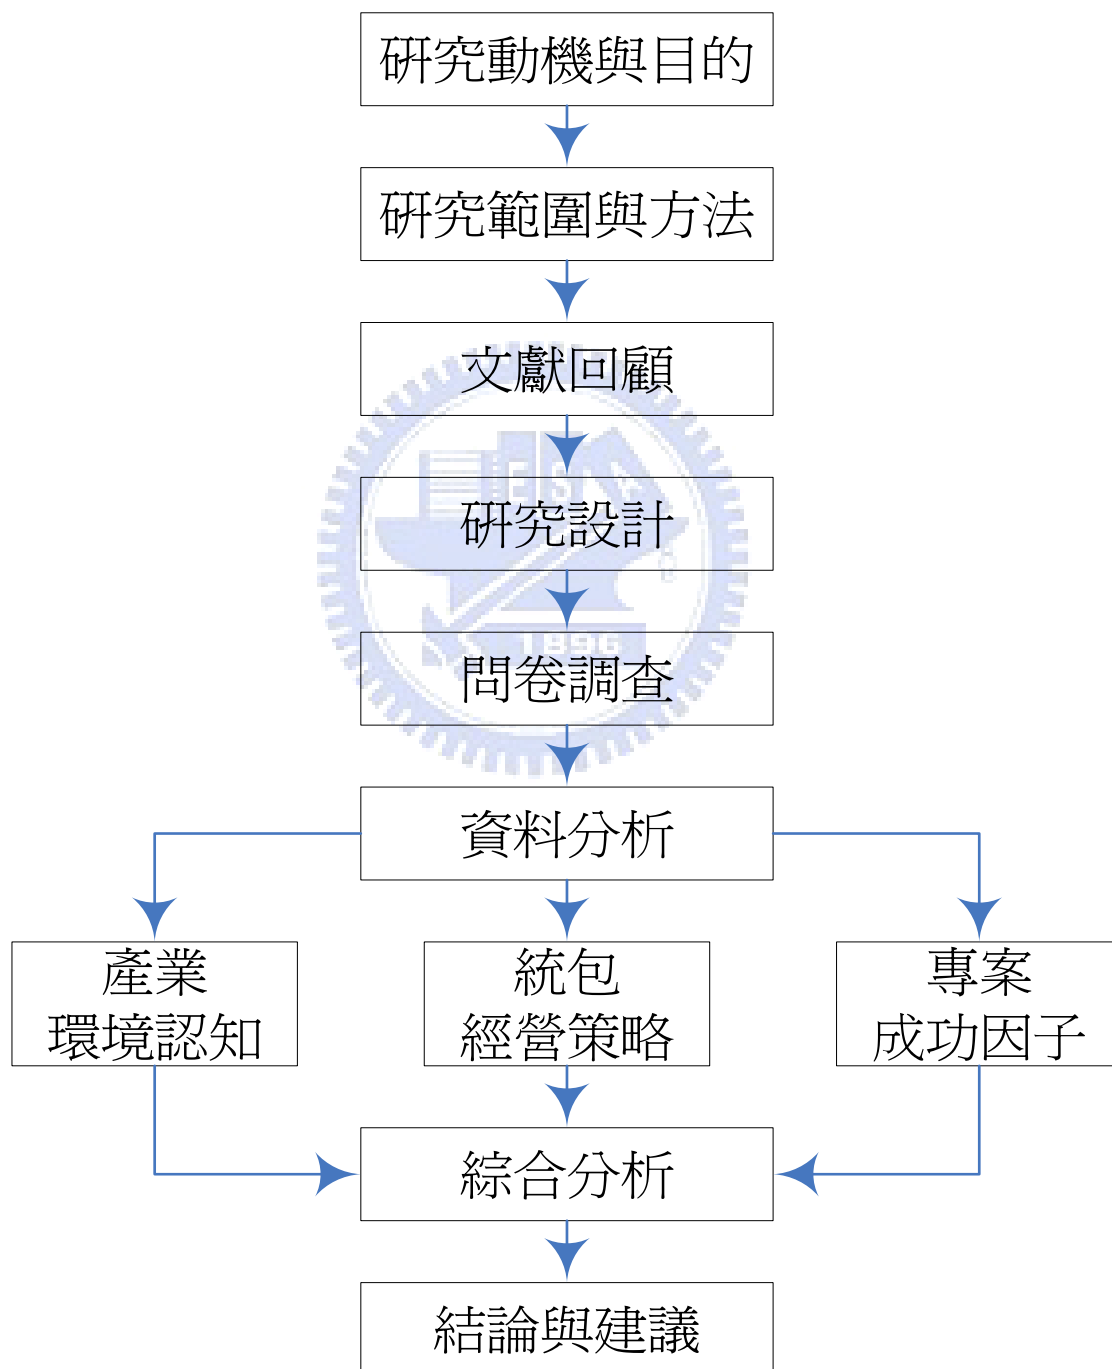 研究動機與目的
研究範圍與方法
文獻回顧
研究設計
問卷調查
資料分析
產業
環境認知
統包
經營策略
專案
成功因子
綜合分析
結論與建議
1896